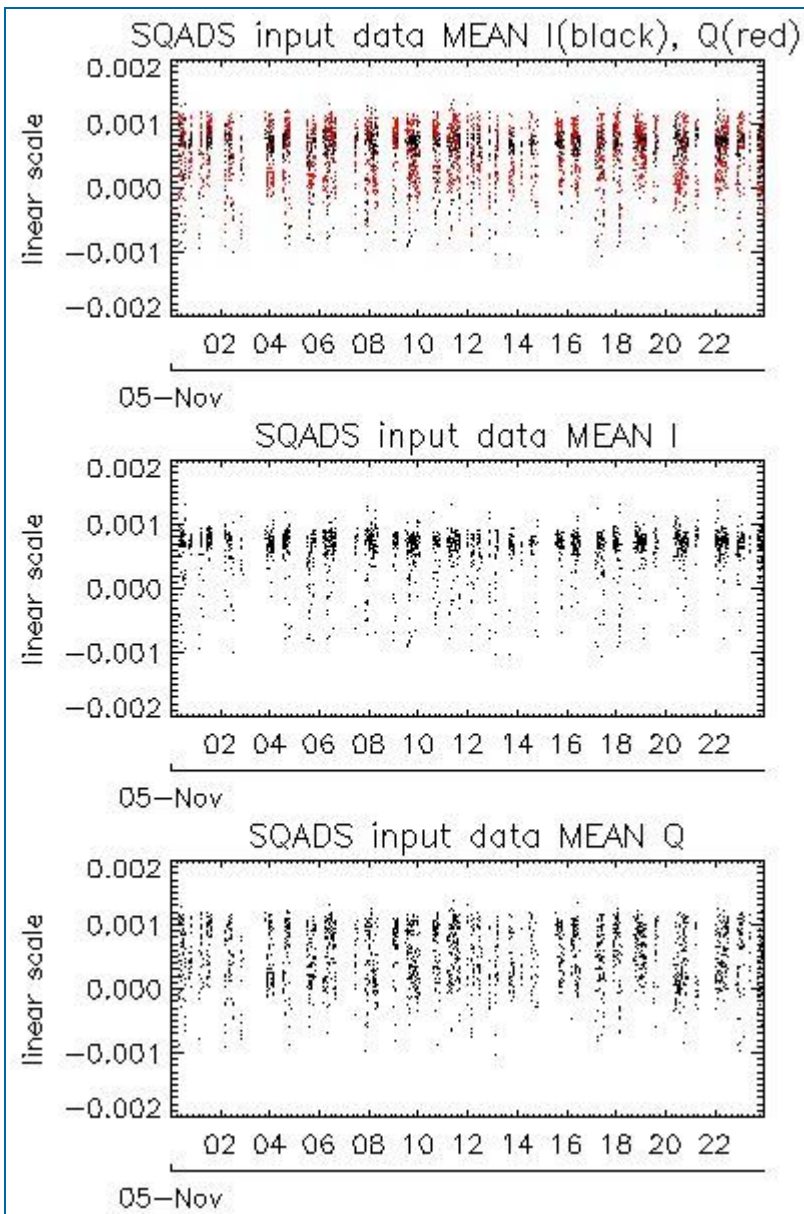 SQADS input data MEAN I(black), Q(red)
0.002
0.001
0.000
−0.001
−0.002
linear scale
02 04 06 08 10 12 14 16 18 20 22
05-Nov
SQADS input data MEAN I
0.002
0.001
0.000
−0.001
−0.002
linear scale
02 04 06 08 10 12 14 16 18 20 22
05-Nov
SQADS input data MEAN Q
0.002
0.001
0.000
−0.001
−0.002
linear scale
02 04 06 08 10 12 14 16 18 20 22
05-Nov